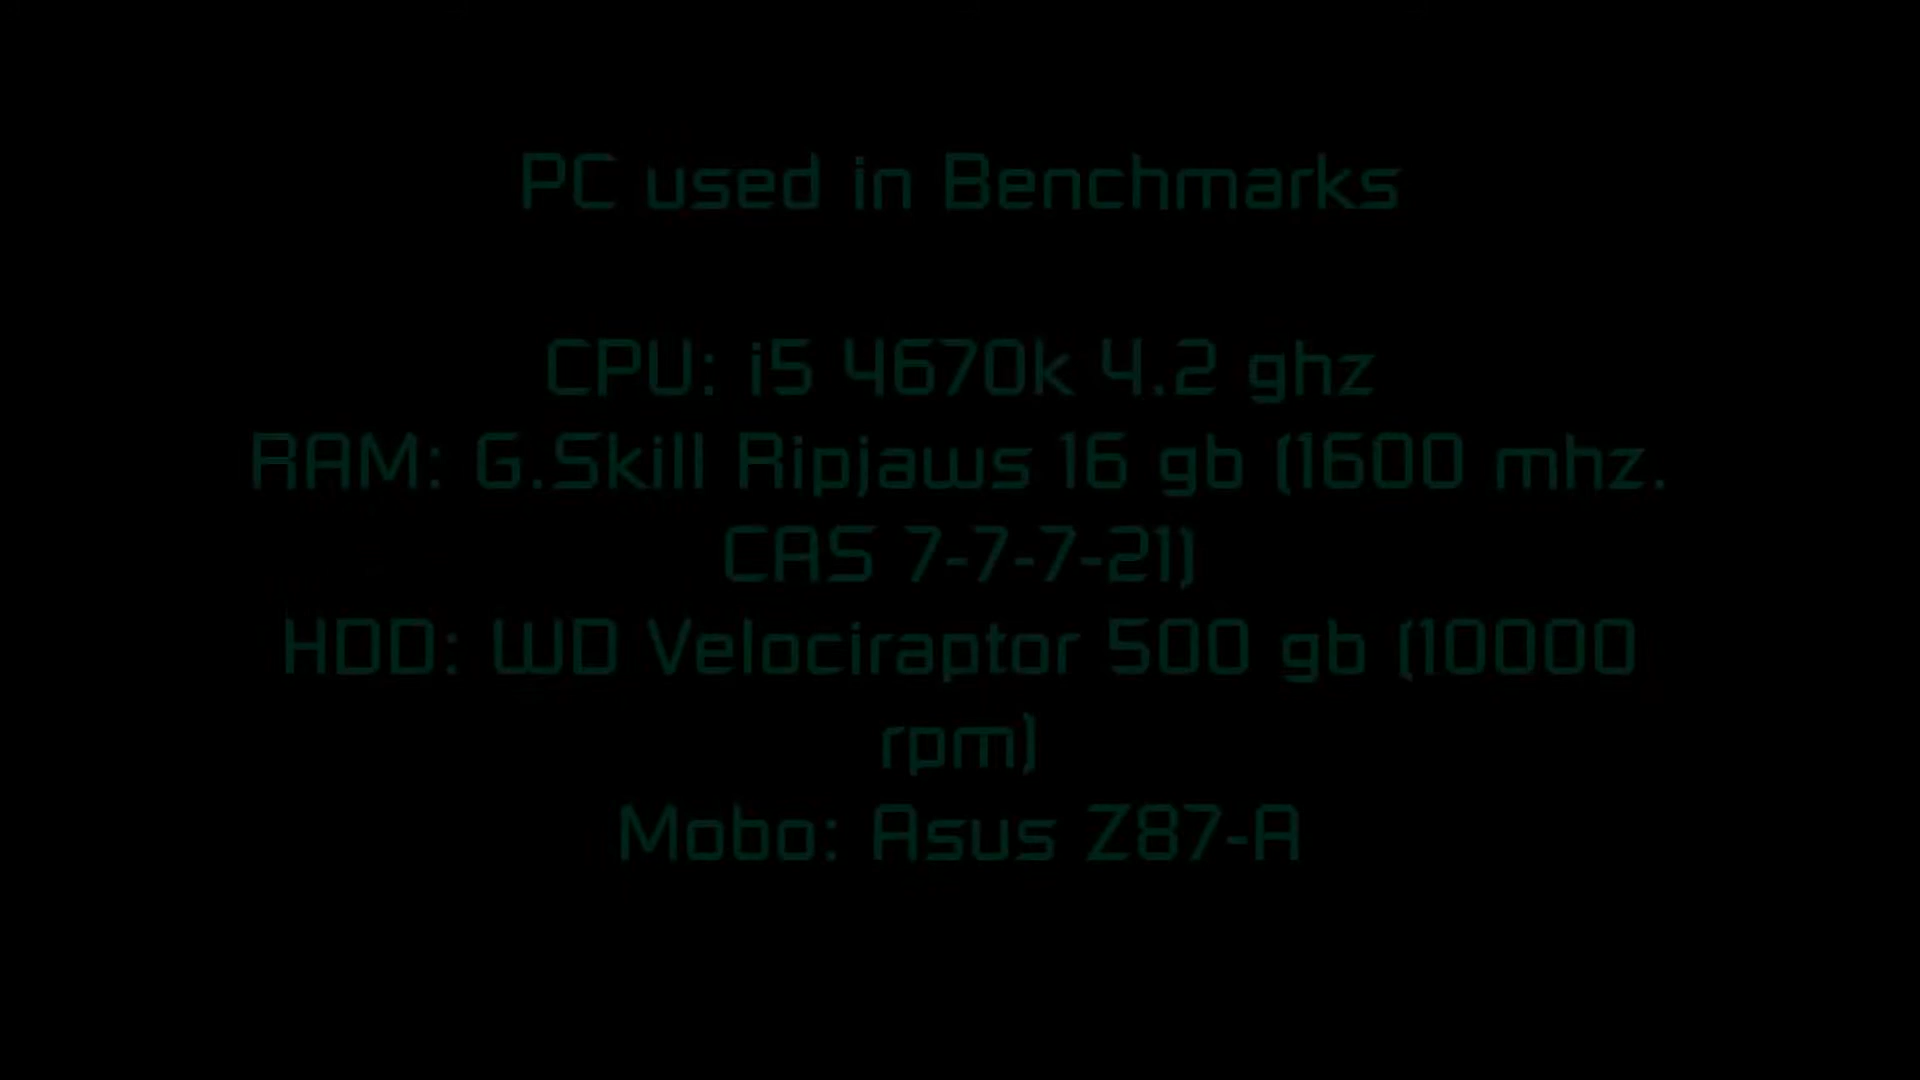 PC used in Benchmarks
CPU: i5 4670k 4.2 ghz
RAM: G.Skill Ripjaws 16 gb (1600 mhz.
CAS 7-7-7-21)
HDD: WD Velociraptor 500 gb (10000
rpm)
Mobo: Asus Z87-A